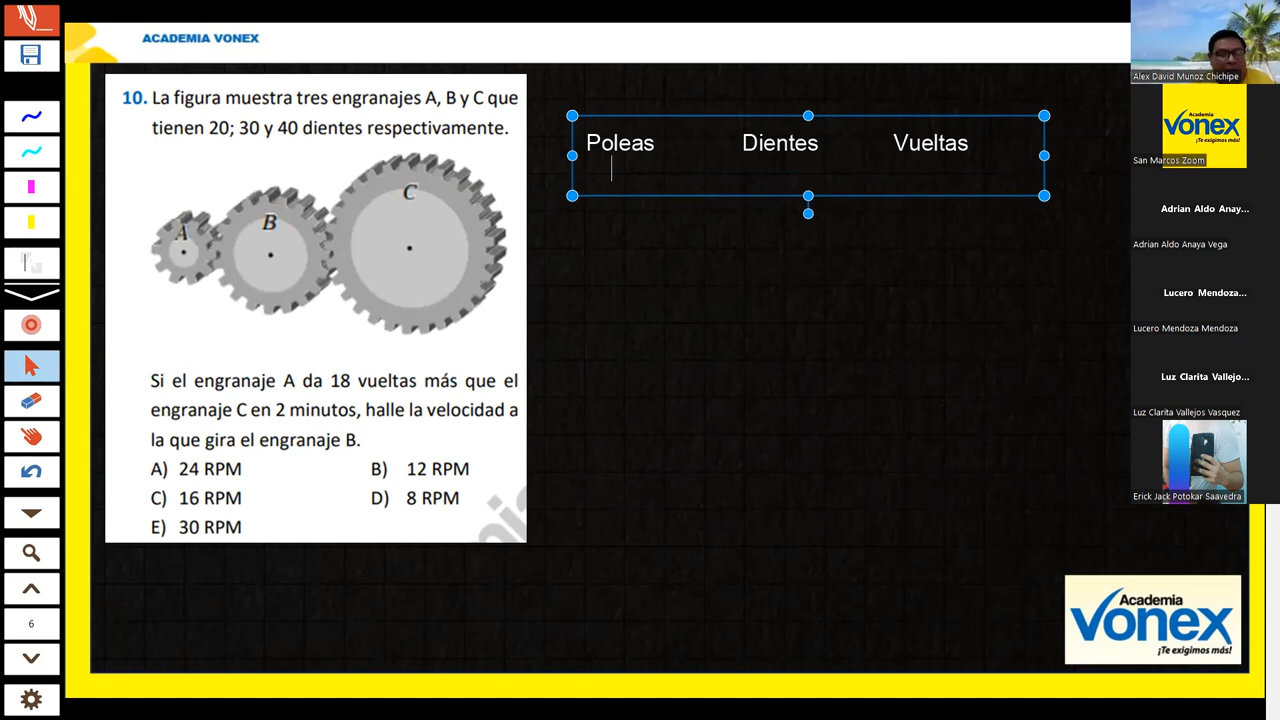 ACADEMIA VONEX
10. La figura muestra tres engranajes A, B y C que
tienen 20; 30 y 40 dientes respectivamente.
A
B
C
Si el engranaje A da 18 vueltas más que el
engranaje C en 2 minutos, halle la velocidad a
la que gira el engranaje B.
A) 24 RPM B) 12 RPM
C) 16 RPM D) 8 RPM
E) 30 RPM
Poleas Dientes Vueltas
6
Academia
Vonex
¡Te exigimos más!
Alex David Munoz Chichipe
Vonex
¡Te exigimos más!
San Marcos Zoom
Adrian Aldo Anay...
Adrian Aldo Anaya Vega
Lucero Mendoza...
Lucero Mendoza Mendoza
Luz Clarita Vallejo...
Luz Clarita Vallejos Vasquez
Erick Jack Potokar Saavedra